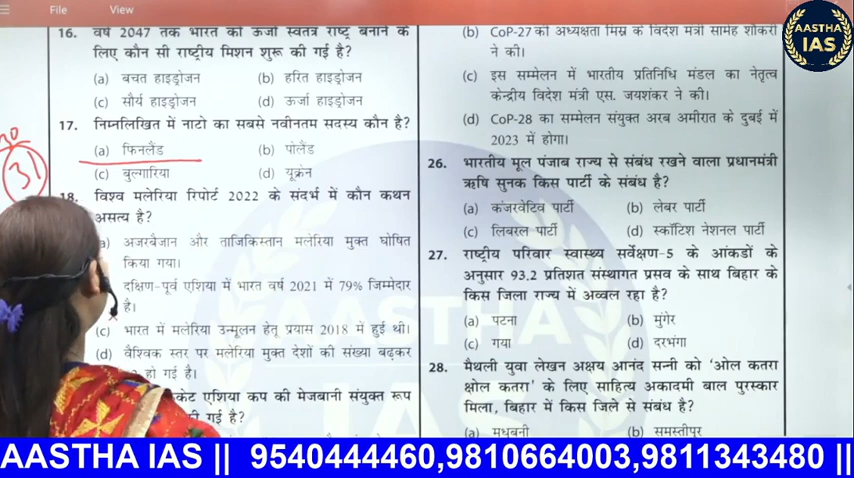 File View
AASTHA
IAS
16. वर्ष 2047 तक भारत को ऊर्जा स्वतंत्र राष्ट्र बनाने के
लिए कौन सी राष्ट्रीय मिशन शुरू की गई है?
(a) बचत हाइड्रोजन (b) हरित हाइड्रोजन
(c) सौर्य हाइड्रोजन (d) ऊर्जा हाइड्रोजन
17. निम्नलिखित में नाटो का सबसे नवीनतम सदस्य कौन है?
(a) फिनलैंड (b) पोलैंड
(c) बुल्गारिया (d) यूक्रेन
31
18. विश्व मलेरिया रिपोर्ट 2022 के संदर्भ में कौन कथन
असत्य है?
a) अजरबैजान और ताजिकिस्तान मलेरिया मुक्त घोषित
किया गया।
दक्षिण-पूर्व एशिया में भारत वर्ष 2021 में 79% जिम्मेदार
है।
(c) भारत में मलेरिया उन्मूलन हेतू प्रयास 2018 में हुई थी।
(d) वैश्विक स्तर पर मलेरिया मुक्त देशों की संख्या बढ़कर
हो गई है।
एशिया कप की मेजबानी संयुक्त रूप
गई है?
(b) CoP-27 की अध्यक्षता मिस्र के विदेश मंत्री सामेह शौकरी
ने की।
(c) इस सम्मेलन में भारतीय प्रतिनिधि मंडल का नेतृत्व
केन्द्रीय विदेश मंत्री एस. जयशंकर ने की।
(d) CoP-28 का सम्मेलन संयुक्त अरब अमीरात के दुबई में
2023 में होगा।
26. भारतीय मूल पंजाब राज्य से संबंध रखने वाला प्रधानमंत्री
ऋषि सुनक किस पार्टी के संबंध है?
(a) कंजरवेटिव पार्टी (b) लेबर पार्टी
(c) लिबरल पार्टी (d) स्कॉटिश नेशनल पार्टी
27. राष्ट्रीय परिवार स्वास्थ्य सर्वेक्षण-5 के आंकडों के
अनुसार 93.2 प्रतिशत संस्थागत प्रसव के साथ बिहार के
किस जिला राज्य में अव्वल रहा है?
(a) पटना (b) मुंगेर
(c) गया (d) दरभंगा
28. मैथली युवा लेखन अक्षय आनंद सन्नी को 'ओल कतरा
झोल कतरा' के लिए साहित्य अकादमी बाल पुरस्कार
मिला, बिहार में किस जिले से संबंध है?
(a) मधुबनी (b) समस्तीपुर
AASTHA IAS || 9540444460,9810664003,9811343480 ||